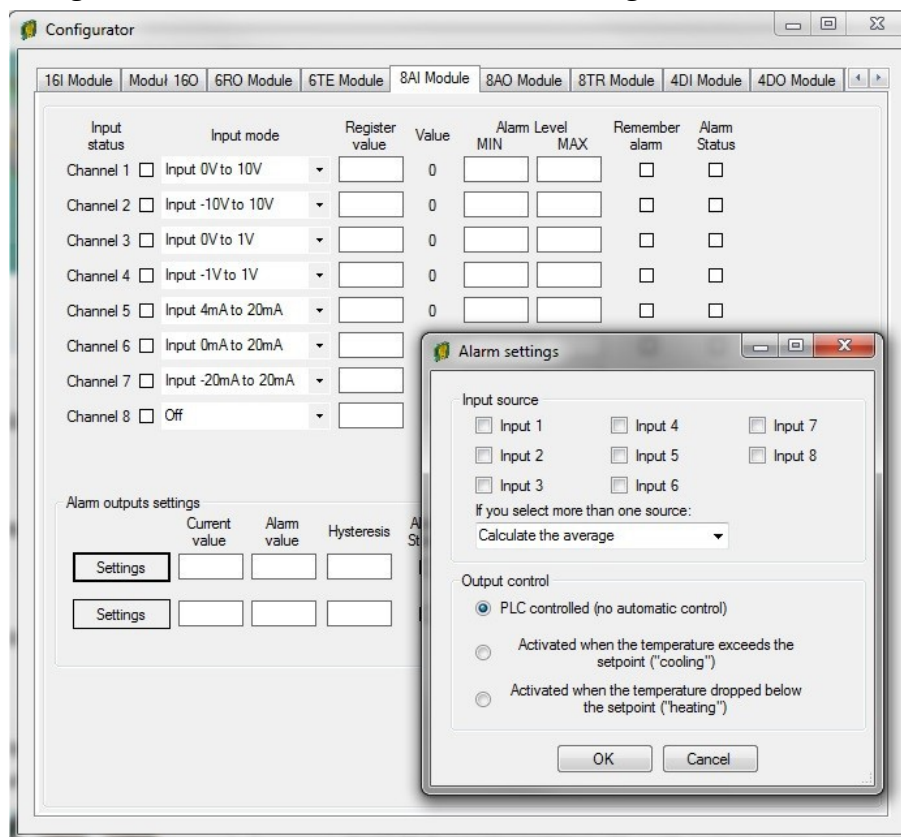 Configurator
16I Module Moduł 16O 6RO Module 6TE Module 8AI Module 8AO Module 8TR Module 4DI Module 4DO Module
Input status Input mode Register value Value Alarm Level MIN MAX Remember alarm Alarm Status
Channel 1 Input 0V to 10V 0
Channel 2 Input -10V to 10V 0
Channel 3 Input 0V to 1V 0
Channel 4 Input -1V to 1V 0
Channel 5 Input 4mA to 20mA 0
Channel 6 Input 0mA to 20mA
Channel 7 Input -20mA to 20mA
Channel 8 Off
Alarm outputs settings
Current value Alarm value Hysteresis
Settings
Settings
Alarm settings
Input source
Input 1 Input 4 Input 7
Input 2 Input 5 Input 8
Input 3 Input 6
If you select more than one source:
Calculate the average
Output control
PLC controlled (no automatic control)
Activated when the temperature exceeds the
setpoint ("cooling")
Activated when the temperature dropped below
the setpoint ("heating")
OK Cancel